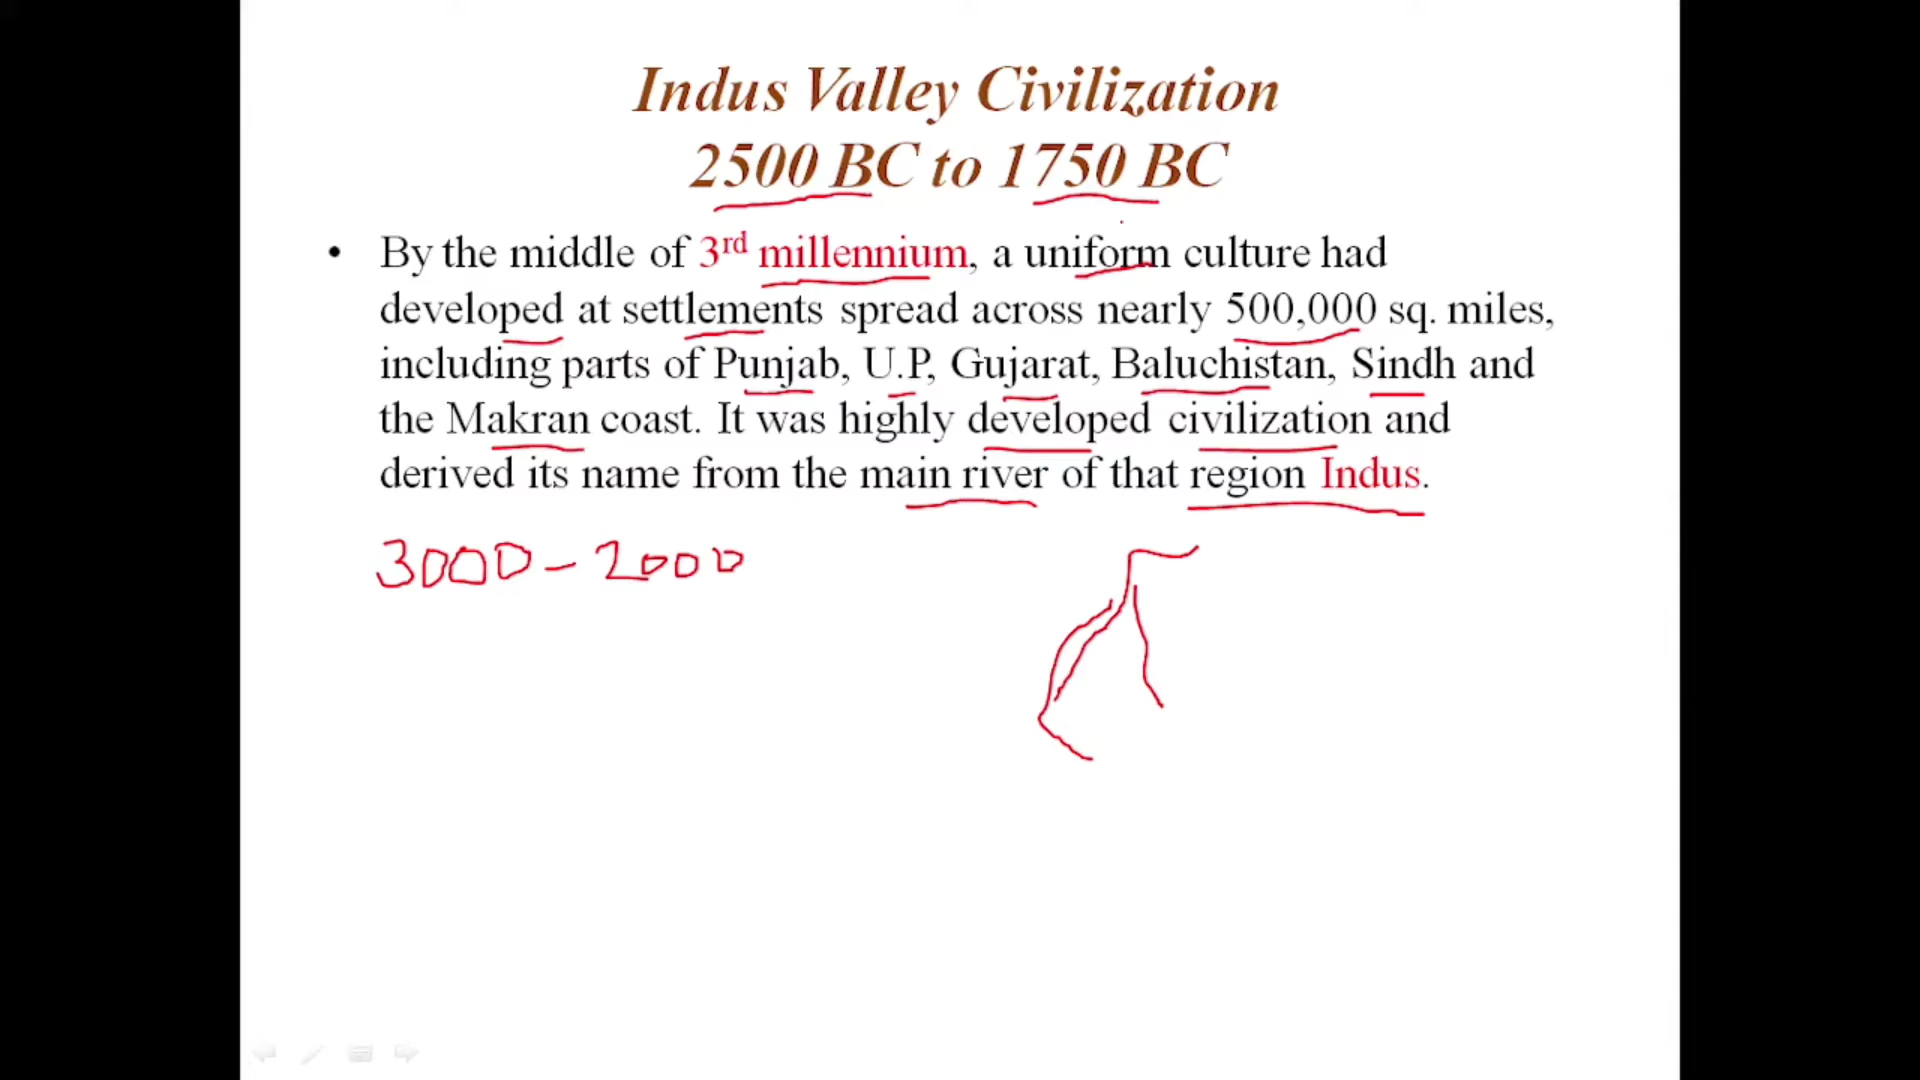 Indus Valley Civilization
2500 BC to 1750 BC
• By the middle of 3rd millennium, a uniform culture had
developed at settlements spread across nearly 500,000 sq. miles,
including parts of Punjab, U.P, Gujarat, Baluchistan, Sindh and
the Makran coast. It was highly developed civilization and
derived its name from the main river of that region Indus.
3000 - 2000